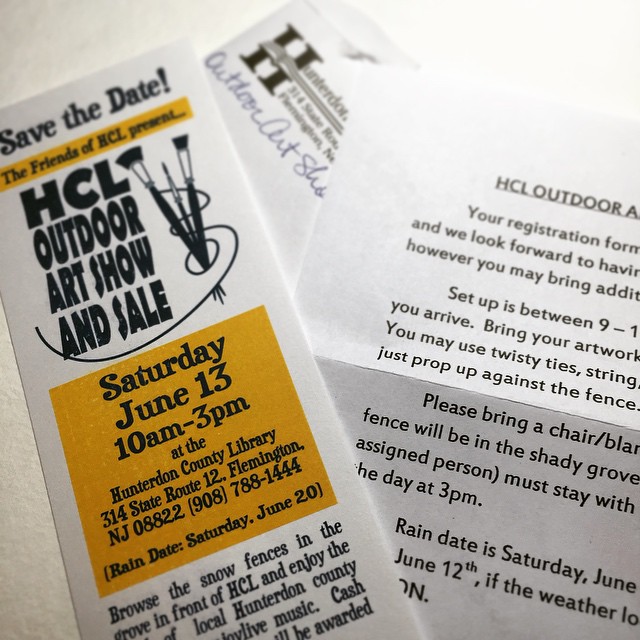 Save the Date!
The Friends of HCL present...
HCL
OUTDOOR
ART SHOW
AND SALE
Saturday
June 13
10am-3pm
at the
Hunterdon County Library
314 State Route 12, Flemington,
NJ 08822 (908) 788-1444
(Rain Date: Saturday, June 20)
Browse the snow fences in the
grove in front of HCL and enjoy the
of local Hunterdon county
live music. Cash
be awarded
Hunterdon
314 State Rou
Flemington, N
Outdoor Art Sho
HCL OUTDOOR A
Your registration form
and we look forward to havin
however you may bring addit
Set up is between 9 – 1
you arrive. Bring your artwork
You may use twisty ties, string,
just prop up against the fence.
Please bring a chair/blan
fence will be in the shady grove
assigned person) must stay with
the day at 3pm.
Rain date is Saturday, June
June 12th, if the weather lo
ON.